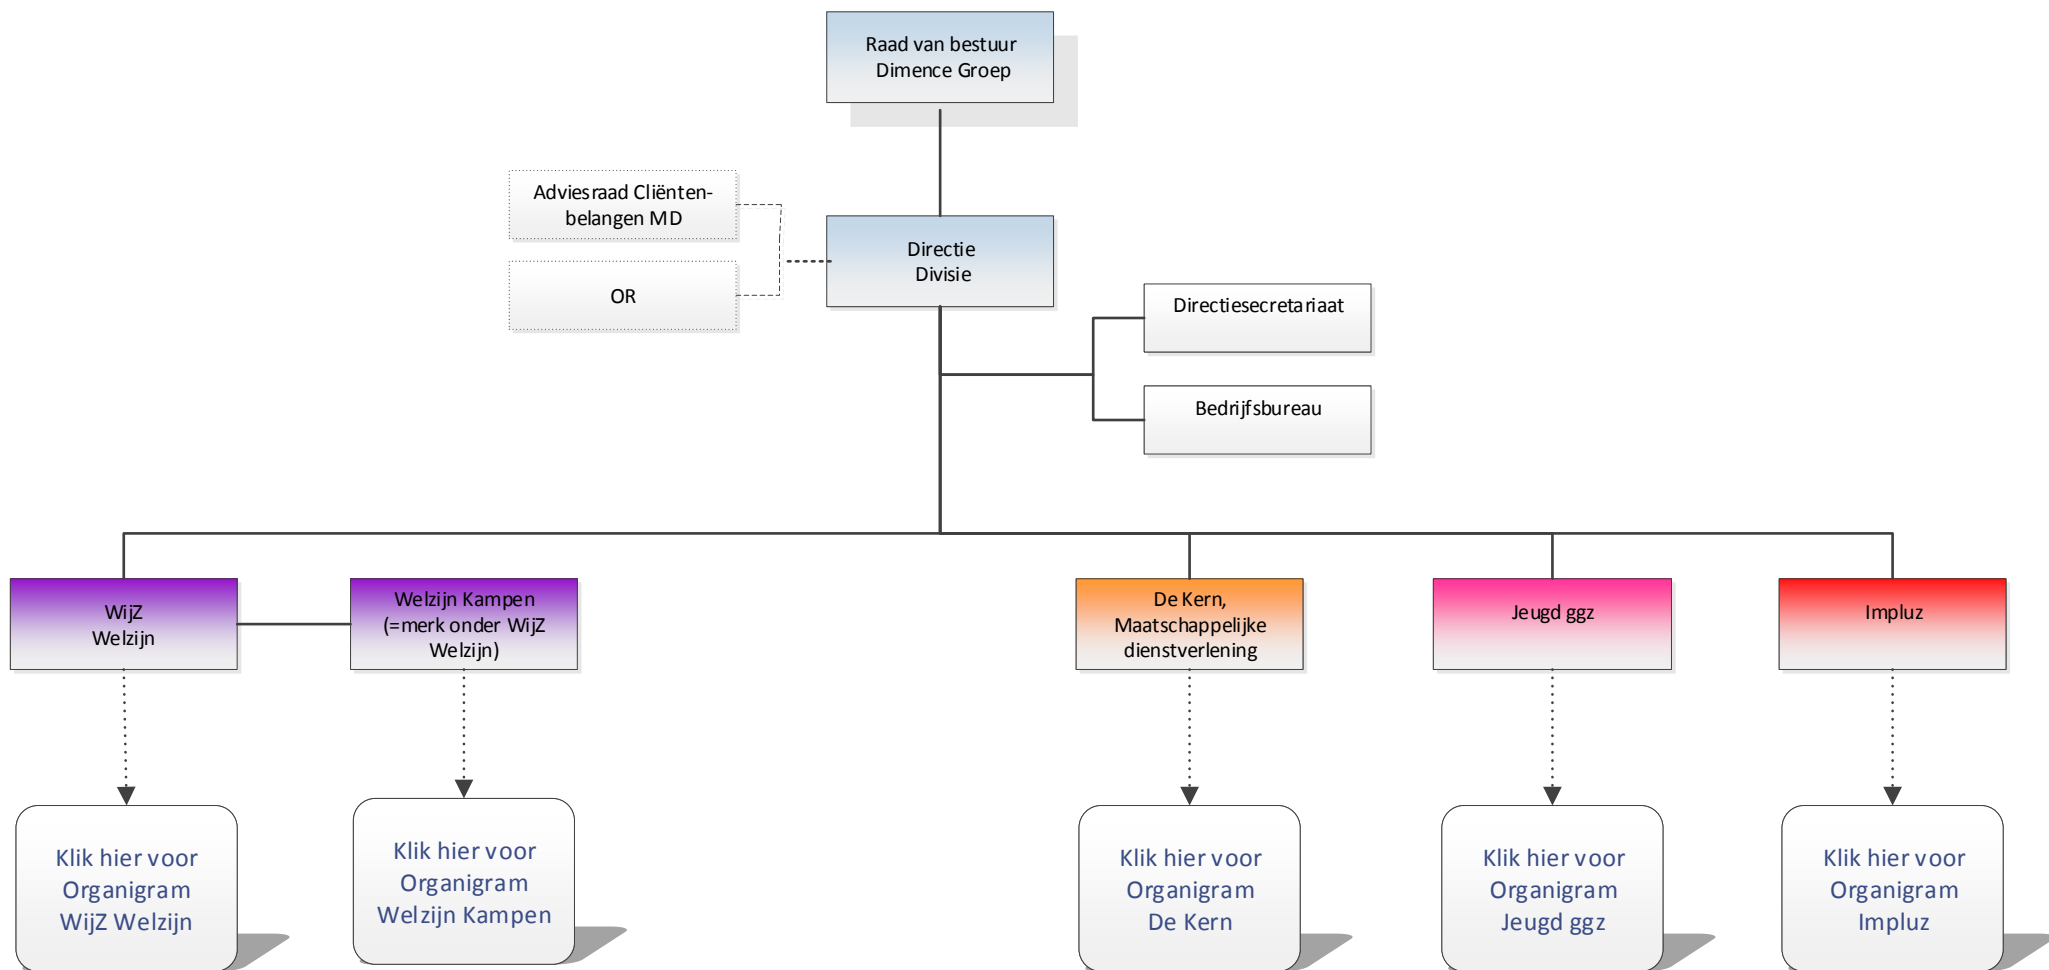 Raad van bestuur
Dimence Groep
Adviesraad Cliënten-
belangen MD
OR
Directie
Divisie
Directiesecretariaat
Bedrijfsbureau
WijZ
Welzijn
Welzijn Kampen
(=merk onder WijZ
Welzijn)
De Kern,
Maatschappelijke
dienstverlening
Jeugd ggz
Impluz
Klik hier voor
Organigram
WijZ Welzijn
Klik hier voor
Organigram
Welzijn Kampen
Klik hier voor
Organigram
De Kern
Klik hier voor
Organigram
Jeugd ggz
Klik hier voor
Organigram
Impluz